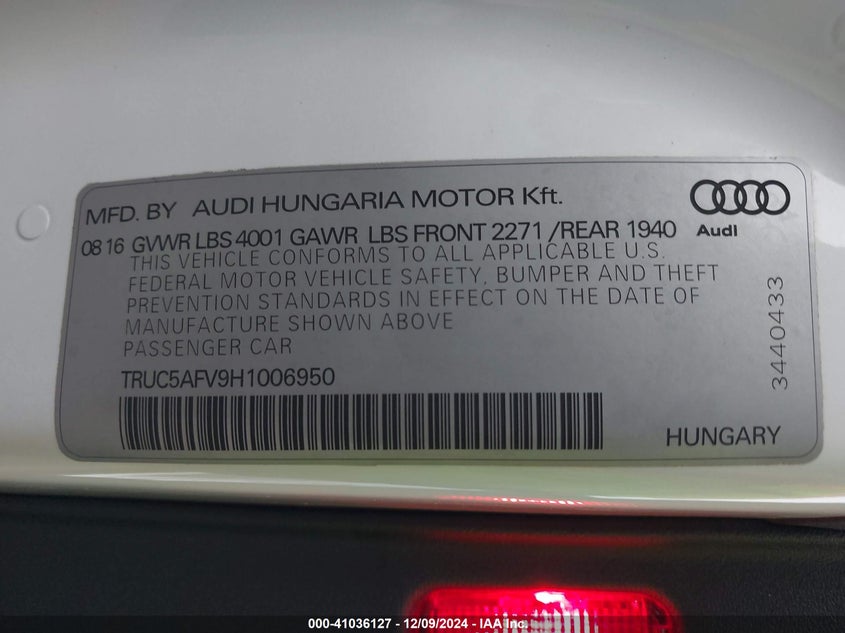 MFD. BY AUDI HUNGARIA MOTOR Kft.
08 16 GVWR LBS 4001 GAWR LBS FRONT 2271 /REAR 1940
Audi
THIS VEHICLE CONFORMS TO ALL APPLICABLE U.S.
FEDERAL MOTOR VEHICLE SAFETY, BUMPER AND THEFT
PREVENTION STANDARDS IN EFFECT ON THE DATE OF
MANUFACTURE SHOWN ABOVE
PASSENGER CAR
3440433
TRUC5AFV9H1006950
HUNGARY
000-41036127 - 12/09/2024 - IAA Inc.